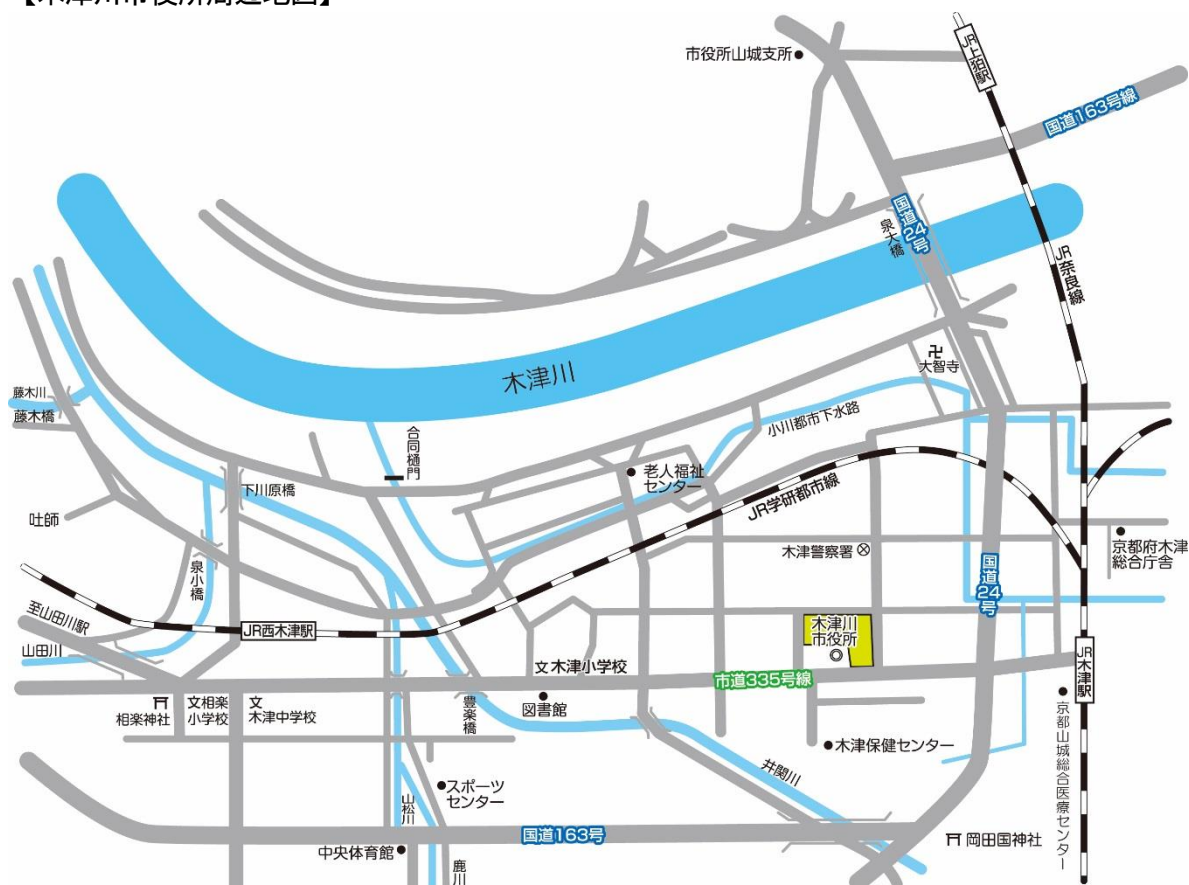 【木津川市役所周辺地図】
市役所山城支所
JR上狛駅
国道163号線
国道24号
泉大橋
JR奈良線
木津川
卍
大智寺
藤木川
藤木橋
合同樋門
小川都市下水路
下川原橋
老人福祉
センター
JR学研都市線
吐師
泉小橋
木津警察署
京都府木津
総合庁舎
国道24号
至山田川駅
JR西木津駅
山田川
木津川
市役所
JR木津駅
文木津小学校
市道335号線
相楽神社
文相楽
小学校
文
木津中学校
豊楽橋
図書館
木津保健センター
京都山城総合医療センター
井関川
スポーツ
センター
山松川
国道163号
岡田国神社
中央体育館
鹿川